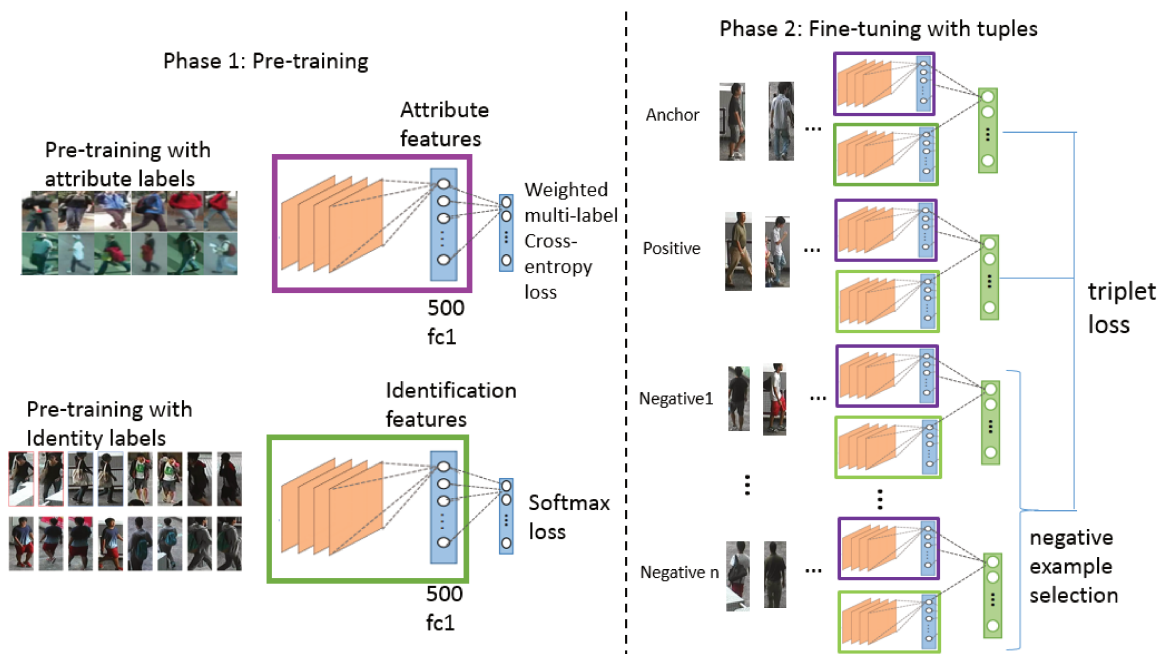 Phase 1: Pre-training
Attribute
features
Pre-training with
attribute labels
Weighted
multi-label
Cross-
entropy
loss
500
fc1
Identification
features
Pre-training with
Identity labels
Softmax
loss
500
fc1
Phase 2: Fine-tuning with tuples
Anchor
...
Positive
...
triplet
loss
Negative1
...
Negative n
...
negative
example
selection